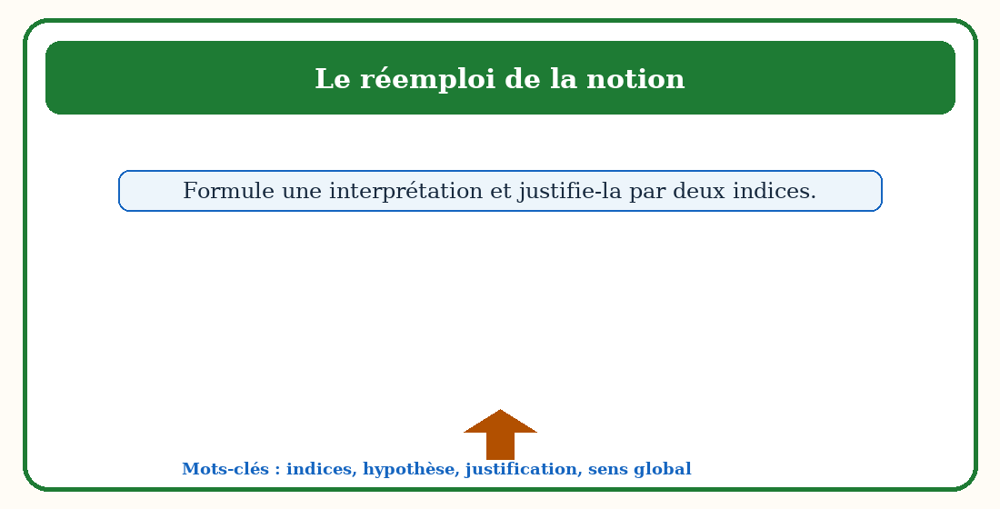 Le réemploi de la notion
Formule une interprétation et justifie-la par deux indices.
Mots-clés : indices, hypothèse, justification, sens global